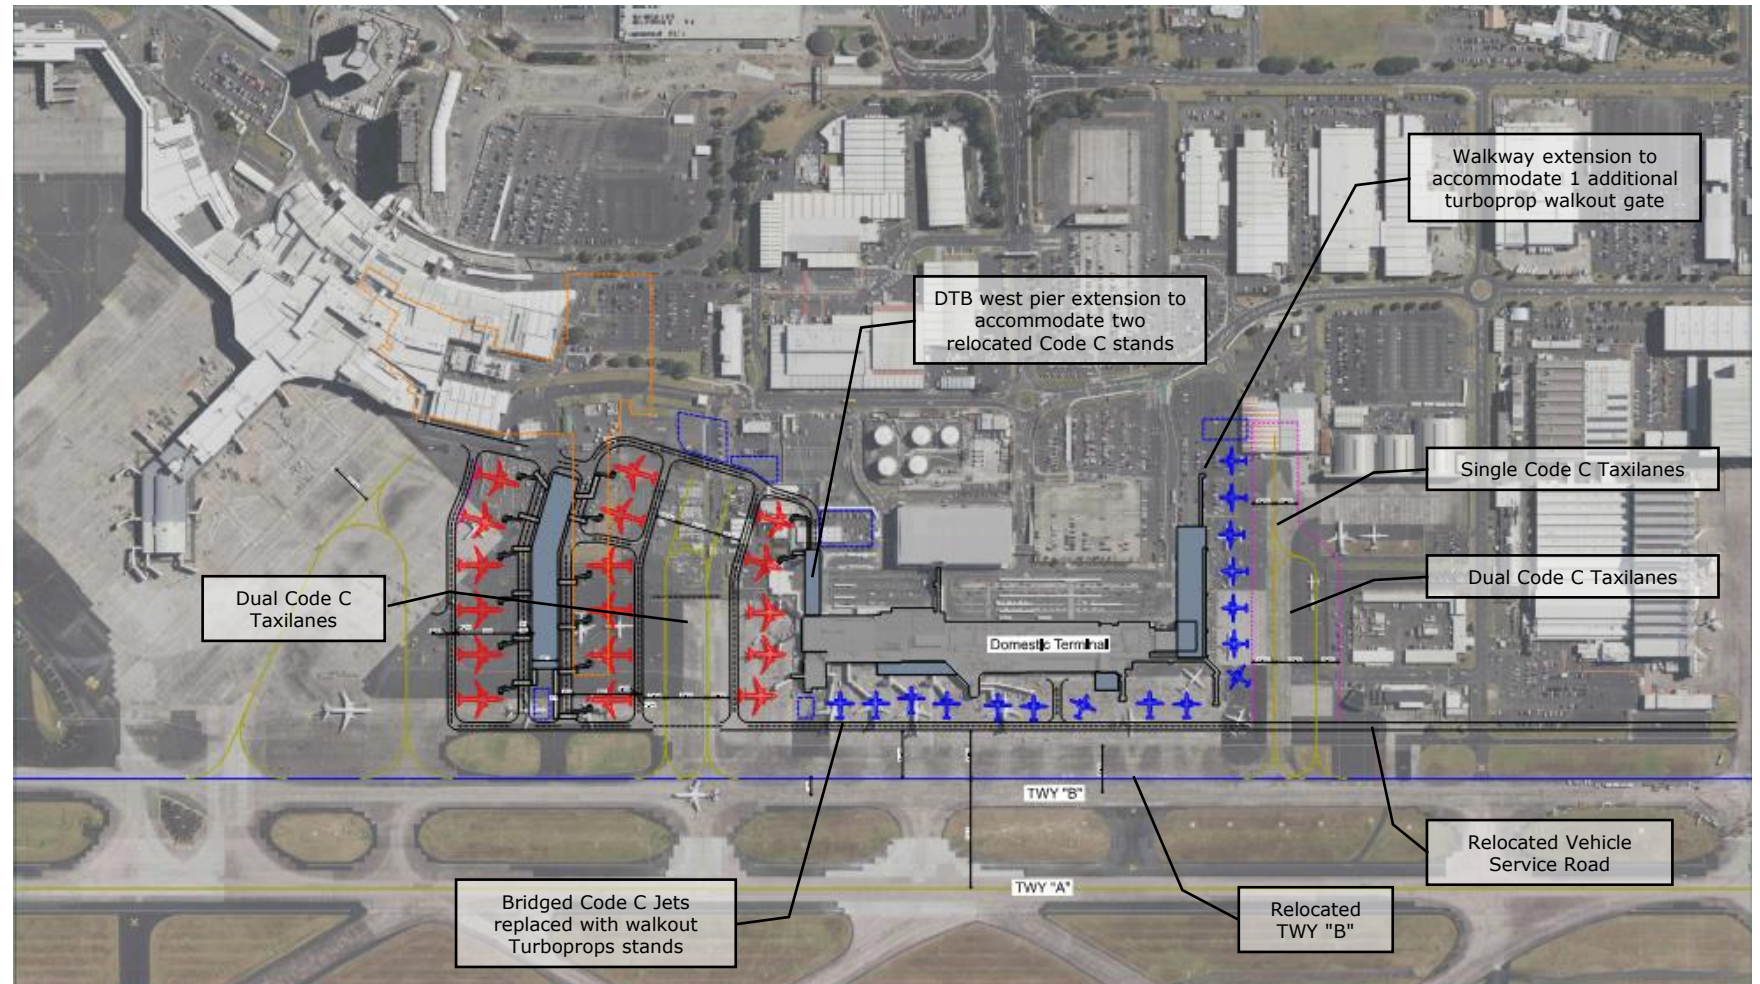 Walkway extension to
accommodate 1 additional
turboprop walkout gate
DTB west pier extension to
accommodate two
relocated Code C stands
Single Code C Taxilanes
Dual Code C Taxilanes
Dual Code C
Taxilanes
Domestic Terminal
TWY "B"
Relocated Vehicle
Service Road
TWY "A"
Bridged Code C Jets
replaced with walkout
Turboprops stands
Relocated
TWY "B"